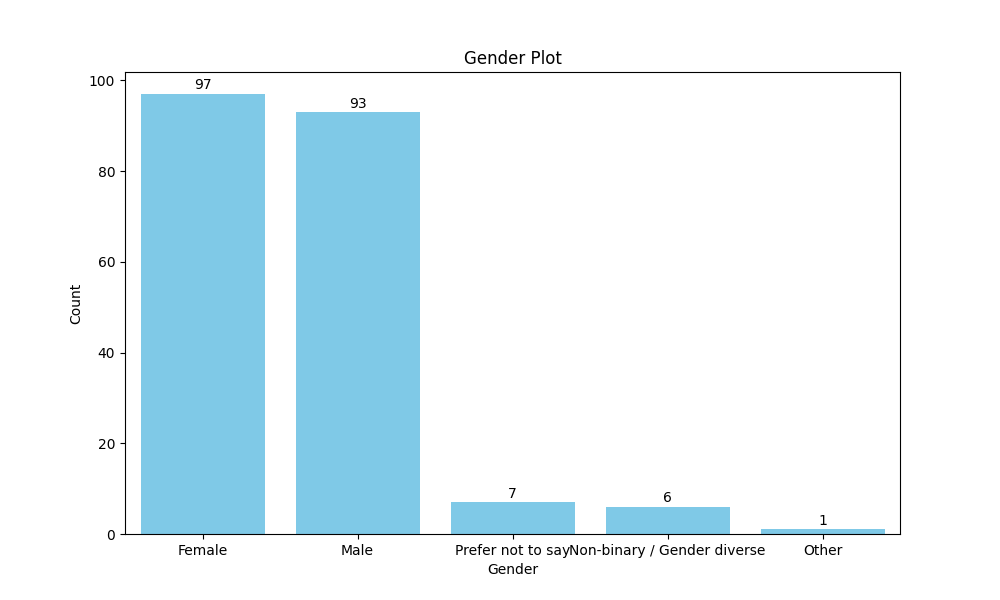 Gender Plot
100
80
60
40
20
0
Count
97
93
7
6
1
Female
Male
Prefer not to say
Non-binary / Gender diverse
Other
Gender